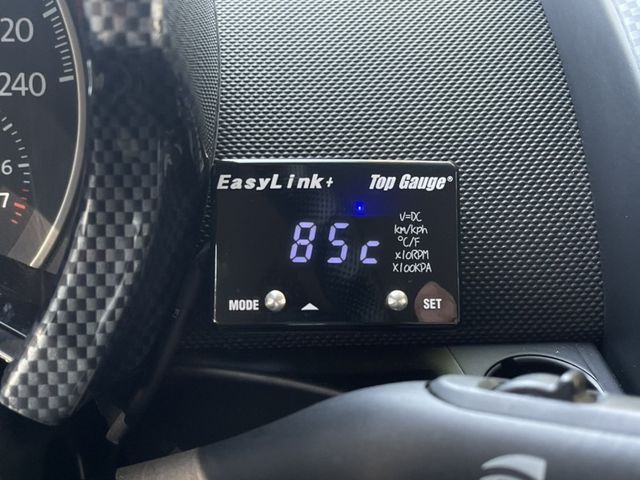 20
240
6
7
EasyLink+ Top Gauge®
V=DC
km/kph
°C/F
x10RPM
x100KPA
85c
MODE SET